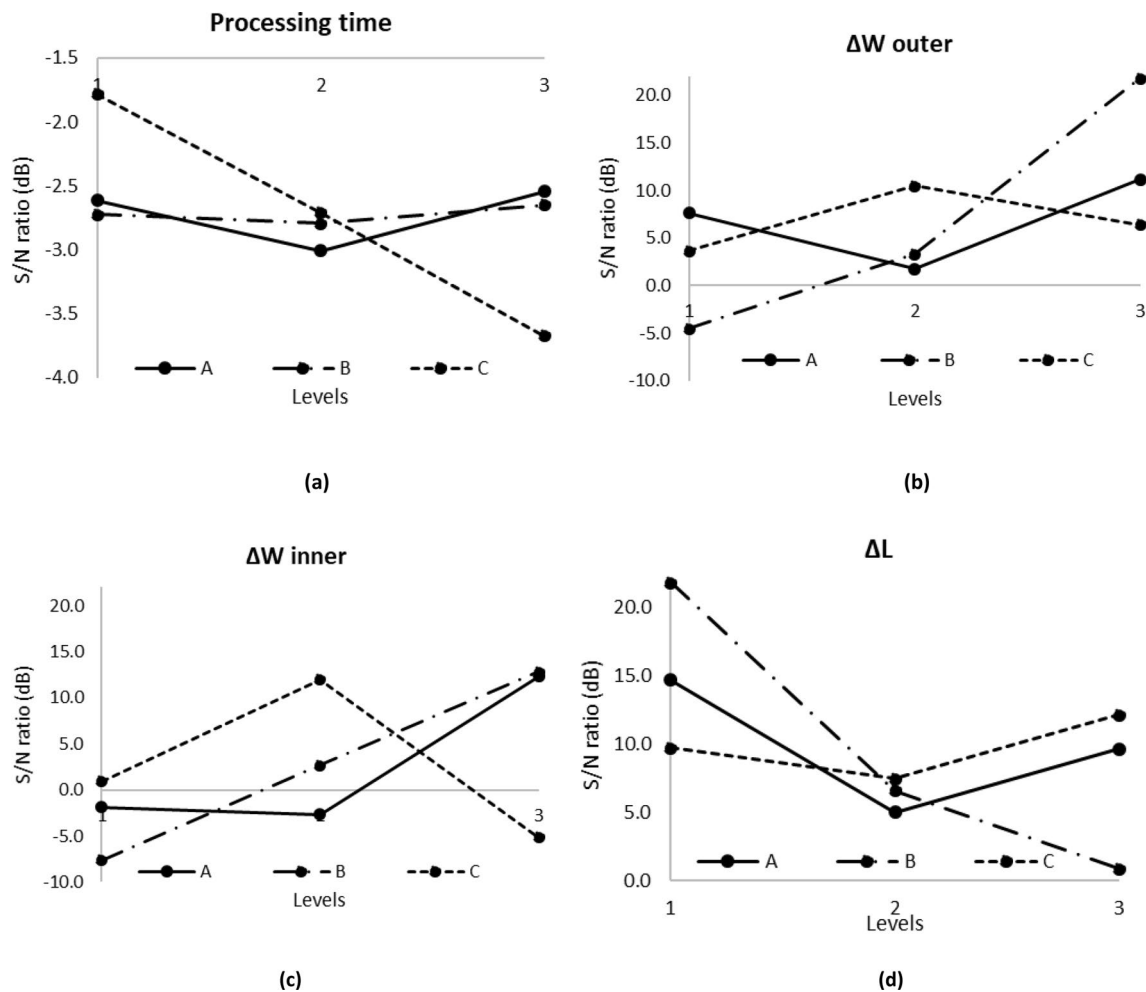 Processing time
-1.5
1 2 3
-2.0
-2.5
-3.0
-3.5
-4.0
S/N ratio (dB)
A B C
Levels
(a)
ΔW outer
20.0
15.0
10.0
5.0
0.0
1 2 3
-5.0
-10.0
S/N ratio (dB)
A B C
Levels
(b)
ΔW inner
20.0
15.0
10.0
5.0
0.0
1 2 3
-5.0
-10.0
S/N ratio (dB)
A B C
Levels
(c)
ΔL
20.0
15.0
10.0
5.0
0.0
S/N ratio (dB)
A B C
1 2 3
Levels
(d)